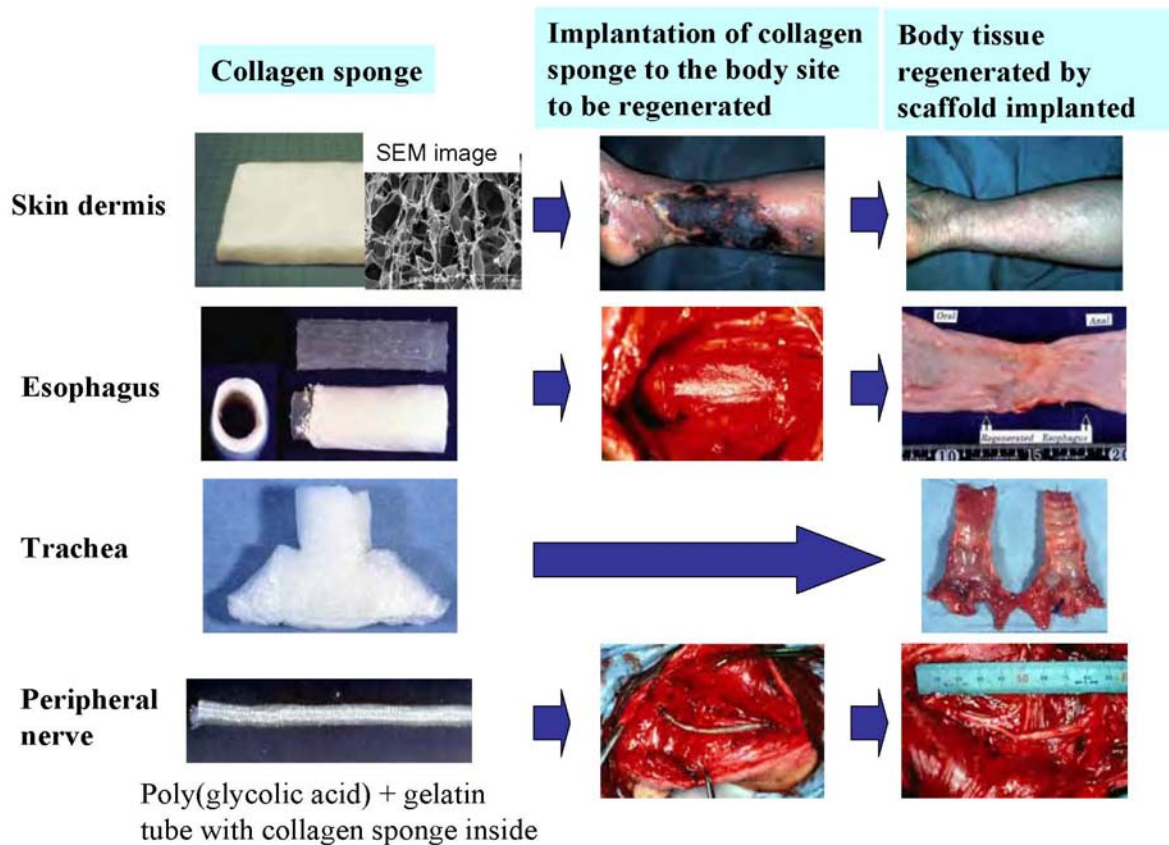 Collagen sponge
Implantation of collagen
sponge to the body site
to be regenerated
Body tissue
regenerated by
scaffold implanted
Skin dermis
SEM image
Esophagus
Oral
Anal
Regenerated Esophagus
10
15
20
Trachea
Peripheral
nerve
50
Poly(glycolic acid) + gelatin
tube with collagen sponge inside